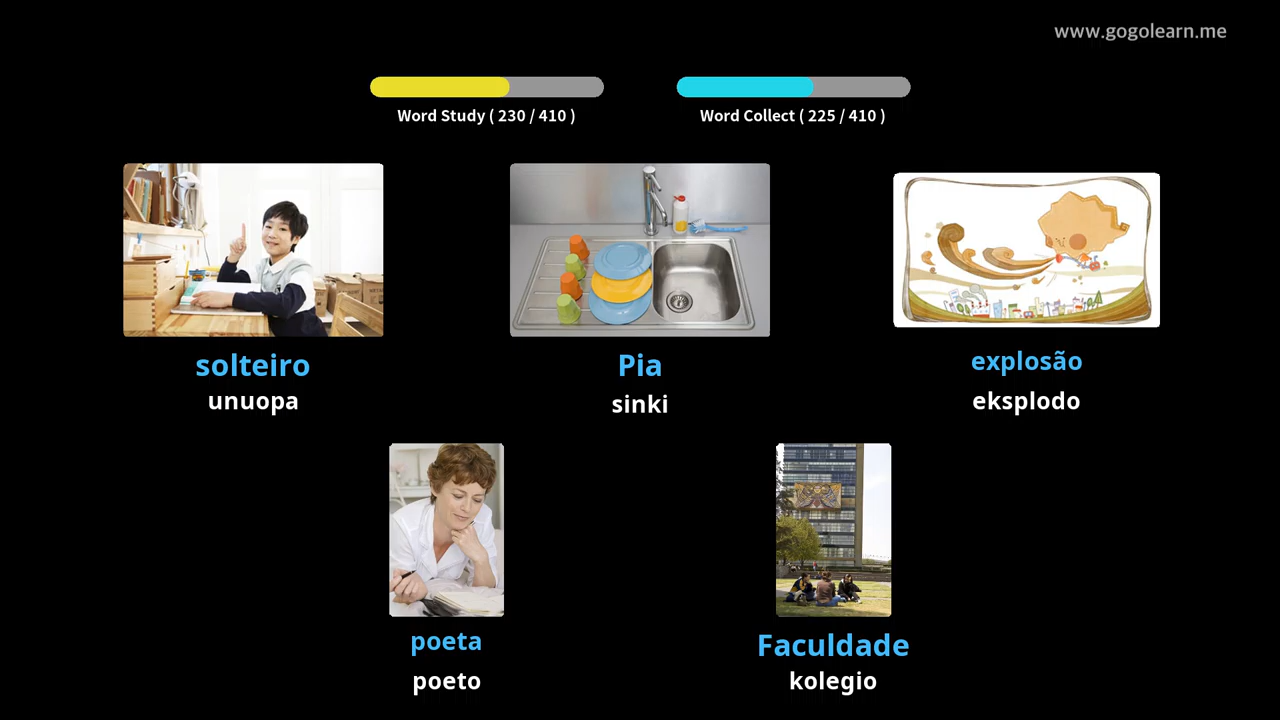 www.gogolearn.me
Word Study ( 230 / 410 )
Word Collect ( 225 / 410 )
solteiro
unuopa
Pia
sinki
explosão
eksplodo
poeta
poeto
Faculdade
kolegio